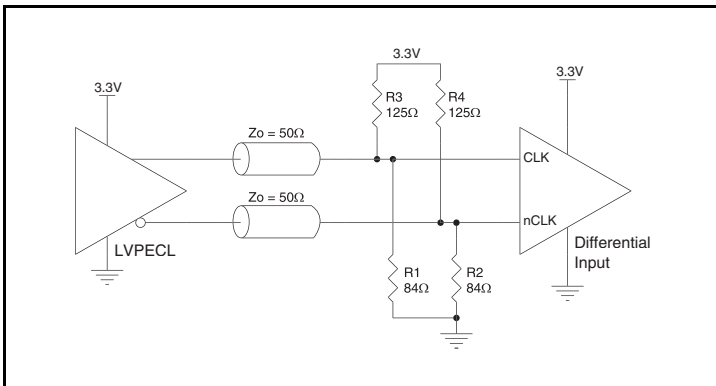 3.3V
3.3V
3.3V
R3
125Ω
R4
125Ω
Zo = 50Ω
CLK
Zo = 50Ω
nCLK
LVPECL
Differential
Input
R1
84Ω
R2
84Ω